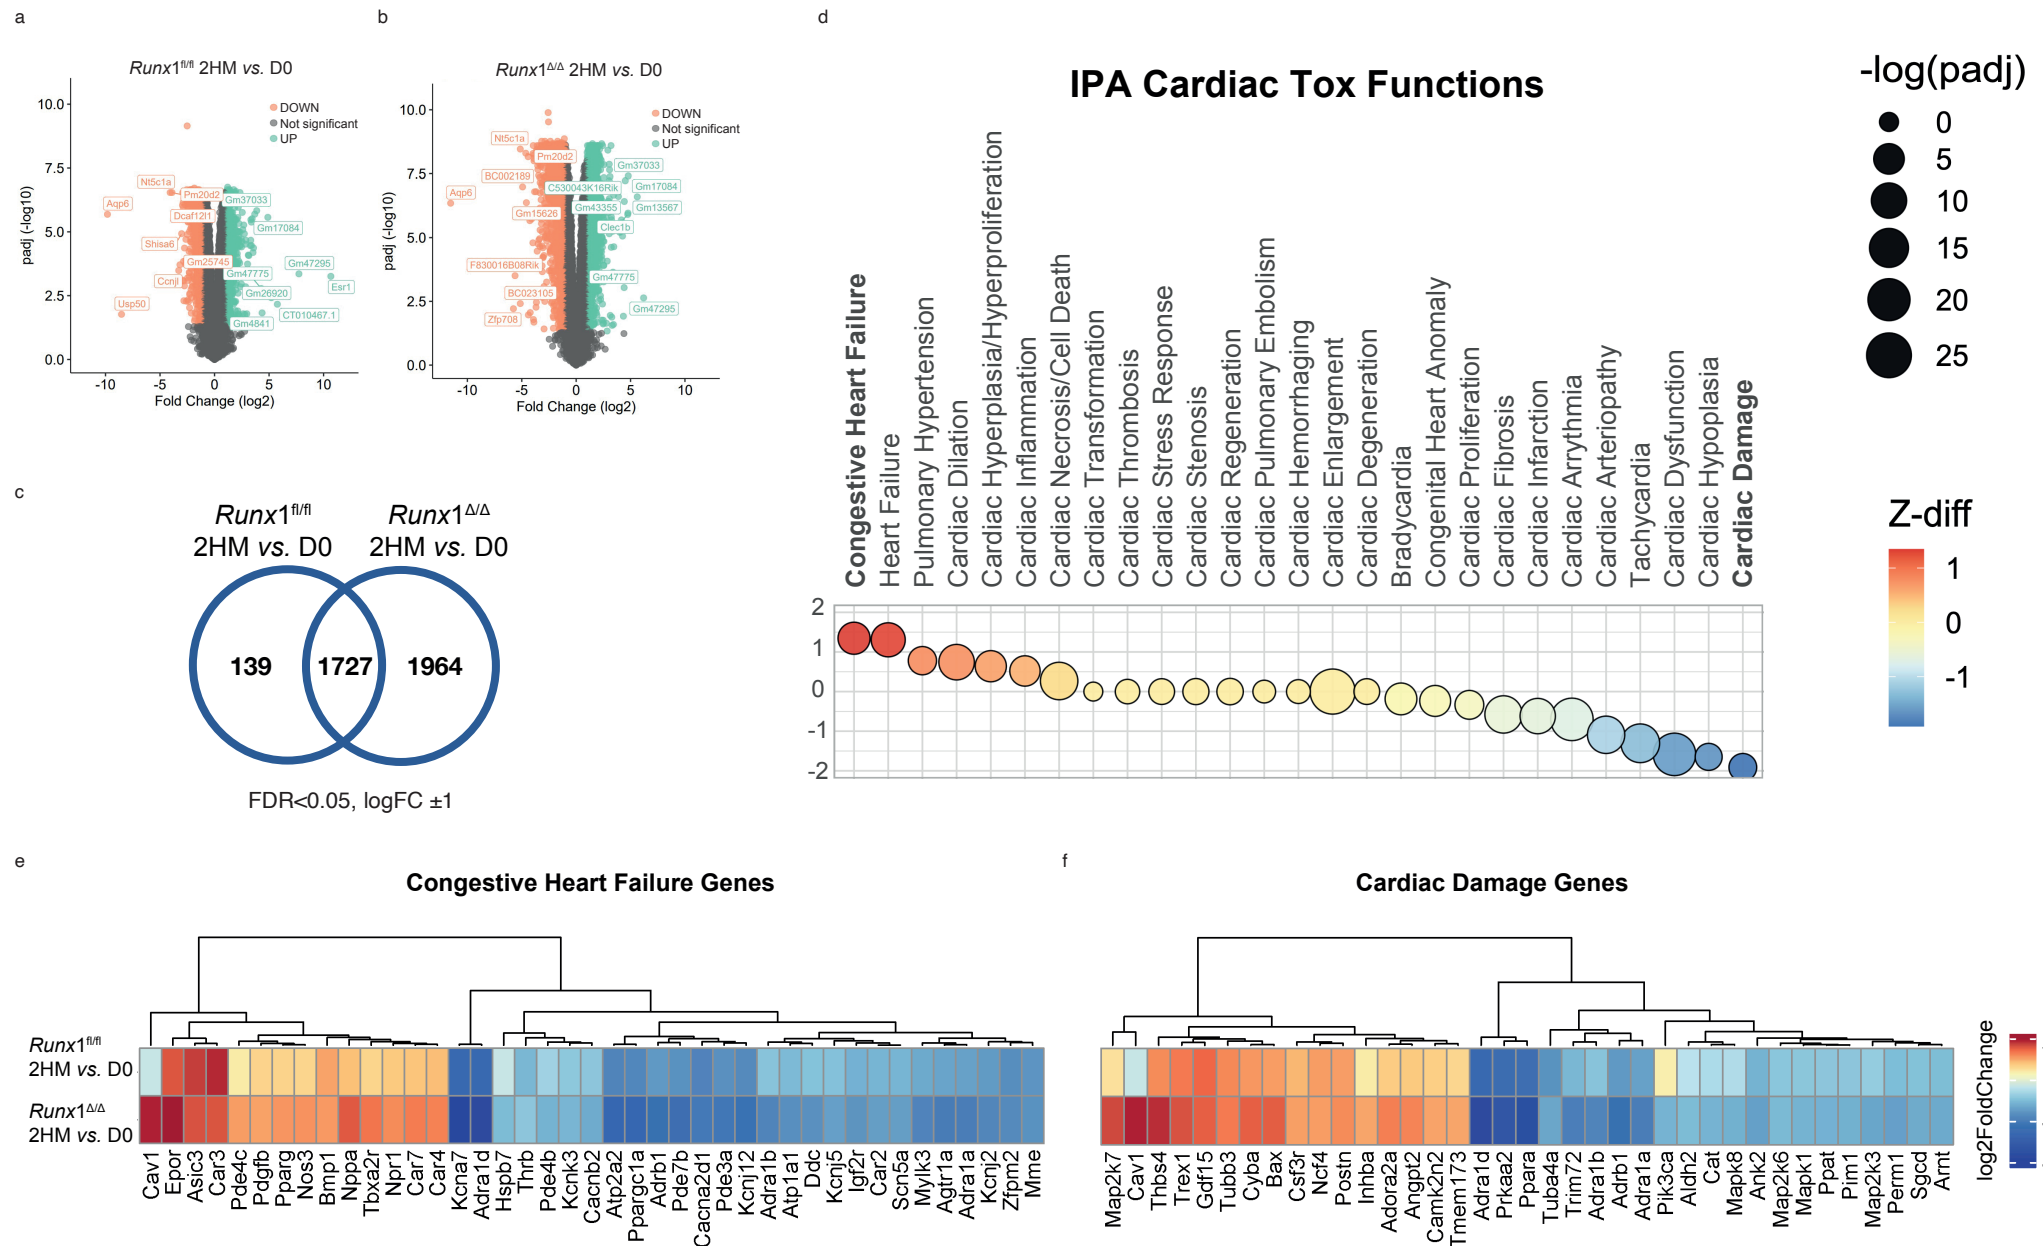 a
Runx1fl/fl 2HM vs. D0
10.0
7.5
5.0
2.5
0.0
padj (-log10)
-10
-5
0
5
10
Fold Change (log2)
DOWN
Not significant
UP
Nt5c1a
Pm20d2
Gm37033
Aqp6
Dcaf12l1
Gm17084
Shisa6
Gm25745
Gm47295
Gm47775
Ccnjl
Esr1
Gm26920
Usp50
CT010467.1
Gm4841
b
Runx1Δ/Δ 2HM vs. D0
10.0
7.5
5.0
2.5
0.0
padj (-log10)
-10
-5
0
5
10
Fold Change (log2)
DOWN
Not significant
UP
Nt5c1a
Pm20d2
Gm37033
BC002189
C530043K16Rik
Gm17084
Aqp6
Gm15626
Gm43355
Gm13567
Clec1b
F830016B08Rik
Gm47775
BC023105
Gm47295
Zfp708
c
Runx1fl/fl
2HM vs. D0
Runx1Δ/Δ
2HM vs. D0
139
1727
1964
FDR<0.05, logFC ±1
d
IPA Cardiac Tox Functions
Congestive Heart Failure
Heart Failure
Pulmonary Hypertension
Cardiac Dilation
Cardiac Hyperplasia/Hyperproliferation
Cardiac Inflammation
Cardiac Necrosis/Cell Death
Cardiac Transformation
Cardiac Thrombosis
Cardiac Stress Response
Cardiac Stenosis
Cardiac Regeneration
Cardiac Pulmonary Embolism
Cardiac Hemorrhaging
Cardiac Enlargement
Cardiac Degeneration
Bradycardia
Congenital Heart Anomaly
Cardiac Proliferation
Cardiac Fibrosis
Cardiac Infarction
Cardiac Arrythmia
Cardiac Arteriopathy
Tachycardia
Cardiac Dysfunction
Cardiac Hypoplasia
Cardiac Damage
2
1
0
-1
-2
-log(padj)
0
5
10
15
20
25
Z-diff
1
0
-1
e
Congestive Heart Failure Genes
Runx1fl/fl
2HM vs. D0
Runx1Δ/Δ
2HM vs. D0
Cav1
Epor
Asic3
Car3
Pde4c
Pdgfb
Pparg
Nos3
Bmp1
Nppa
Tbxa2r
Npr1
Car7
Car4
Kcna7
Adra1d
Hspb7
Thrb
Pde4b
Kcnk3
Cacnb2
Atp2a2
Ppargc1a
Adrb1
Pde7b
Cacna2d1
Pde3a
Kcnj12
Adra1b
Atp1a1
Ddc
Kcnj5
Igf2r
Car2
Scn5a
Mylk3
Agtr1a
Adra1a
Kcnj2
Zfpm2
Mme
f
Cardiac Damage Genes
Map2k7
Cav1
Thbs4
Trex1
Gdf15
Tubb3
Cyba
Bax
Csf3r
Ncf4
Postn
Inhba
Adora2a
Angpt2
Camk2n2
Tmem173
Adra1d
Prkaa2
Ppara
Tuba4a
Trim72
Adra1b
Adhb1
Adra1a
Pik3ca
Aldh2
Cat
Mapk8
Ank2
Map2k6
Mapk1
Ppat
Pim1
Map2k3
Perm1
Sgcd
Arnt
log2FoldChange